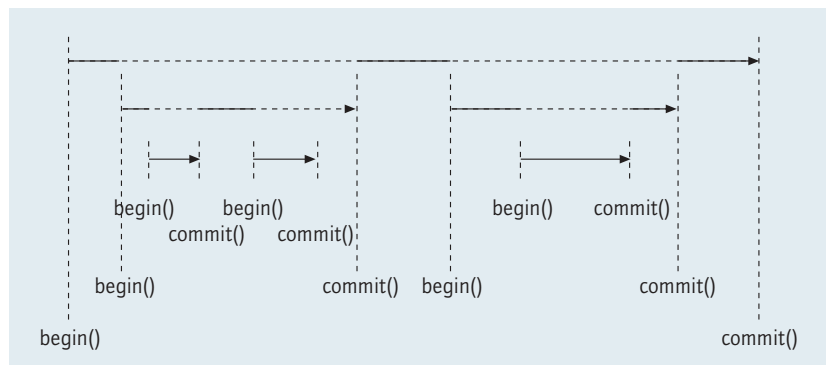 begin() begin() begin() commit()
commit() commit()
begin() commit() begin() commit()
begin() commit()